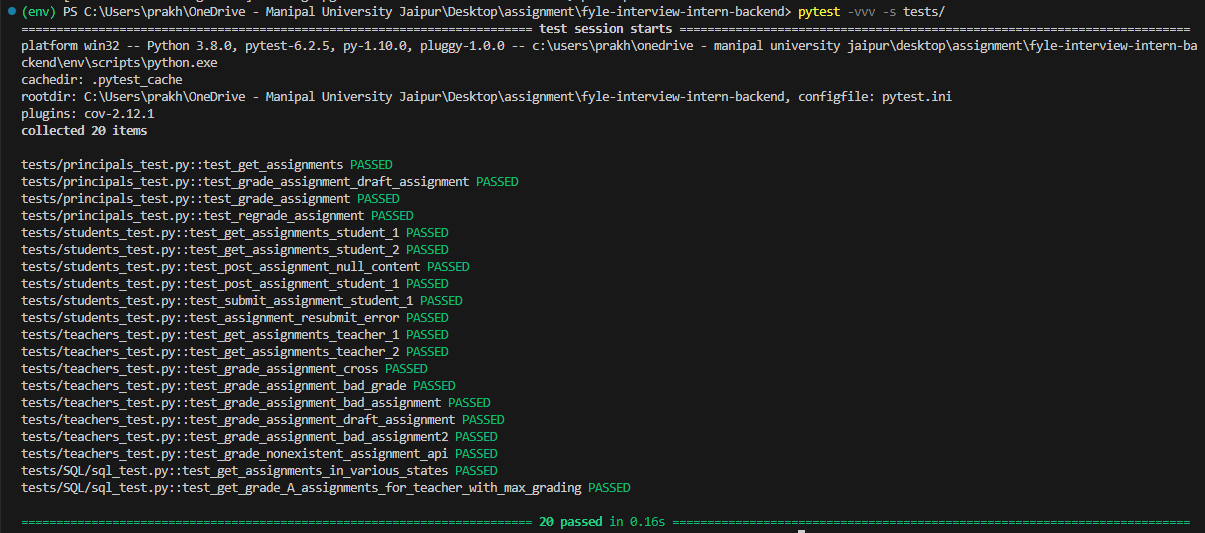 (env) PS C:\Users\prakh\OneDrive - Manipal University Jaipur\Desktop\assignment\fyle-interview-intern-backend> pytest -vvv -s tests/
========================================================================= test session starts =========================================================================
platform win32 -- Python 3.8.0, pytest-6.2.5, py-1.10.0, pluggy-1.0.0 -- c:\users\prakh\onedrive - manipal university jaipur\desktop\assignment\fyle-interview-intern-ba
ckend\env\scripts\python.exe
cachedir: .pytest_cache
rootdir: C:\Users\prakh\OneDrive - Manipal University Jaipur\Desktop\assignment\fyle-interview-intern-backend, configfile: pytest.ini
plugins: cov-2.12.1
collected 20 items
tests/principals_test.py::test_get_assignments PASSED
tests/principals_test.py::test_grade_assignment_draft_assignment PASSED
tests/principals_test.py::test_grade_assignment PASSED
tests/principals_test.py::test_regrade_assignment PASSED
tests/students_test.py::test_get_assignments_student_1 PASSED
tests/students_test.py::test_get_assignments_student_2 PASSED
tests/students_test.py::test_post_assignment_null_content PASSED
tests/students_test.py::test_post_assignment_student_1 PASSED
tests/students_test.py::test_submit_assignment_student_1 PASSED
tests/students_test.py::test_assignment_resubmit_error PASSED
tests/teachers_test.py::test_get_assignments_teacher_1 PASSED
tests/teachers_test.py::test_get_assignments_teacher_2 PASSED
tests/teachers_test.py::test_grade_assignment_cross PASSED
tests/teachers_test.py::test_grade_assignment_bad_grade PASSED
tests/teachers_test.py::test_grade_assignment_bad_assignment PASSED
tests/teachers_test.py::test_grade_assignment_draft_assignment PASSED
tests/teachers_test.py::test_grade_assignment_bad_assignment2 PASSED
tests/teachers_test.py::test_grade_nonexistent_assignment_api PASSED
tests/SQL/sql_test.py::test_get_assignments_in_various_states PASSED
tests/SQL/sql_test.py::test_get_grade_A_assignments_for_teacher_with_max_grading PASSED
========================================================================= 20 passed in 0.16s ==========================================================================